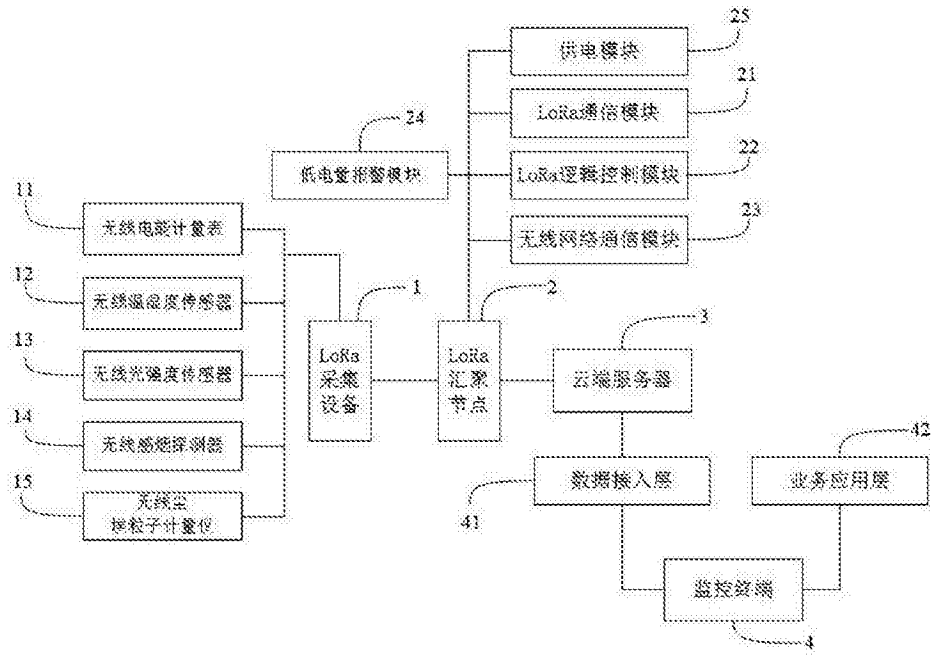 25
供电模块
21
LoRa通信模块
24
低电量报警模块
22
LoRa逻辑控制模块
23
无线网络通信模块
11
无线电能计量表
12
无线温湿度传感器
13
无线光强度传感器
14
无线感烟探测器
15
无线尘
埃粒子计量仪
1
LoRa
采集
设备
2
LoRa
汇聚
节点
3
云端服务器
41
数据接入层
42
业务应用层
监控终端
4